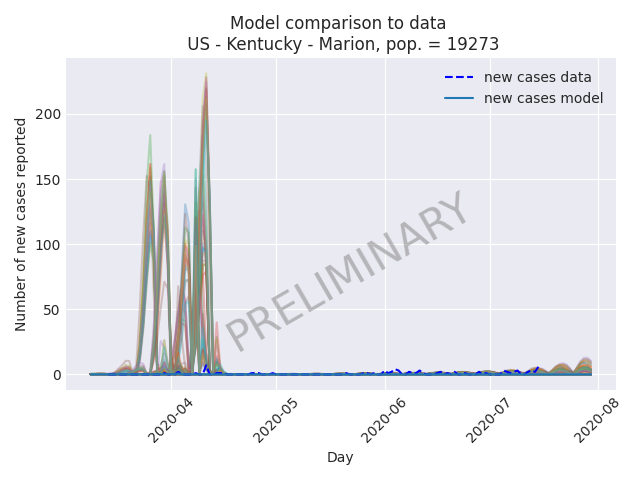 Model comparison to data
US - Kentucky - Marion, pop. = 19273
new cases data
new cases model
Number of new cases reported
200
150
100
50
0
PRELIMINARY
2020-04
2020-05
2020-06
2020-07
2020-08
Day